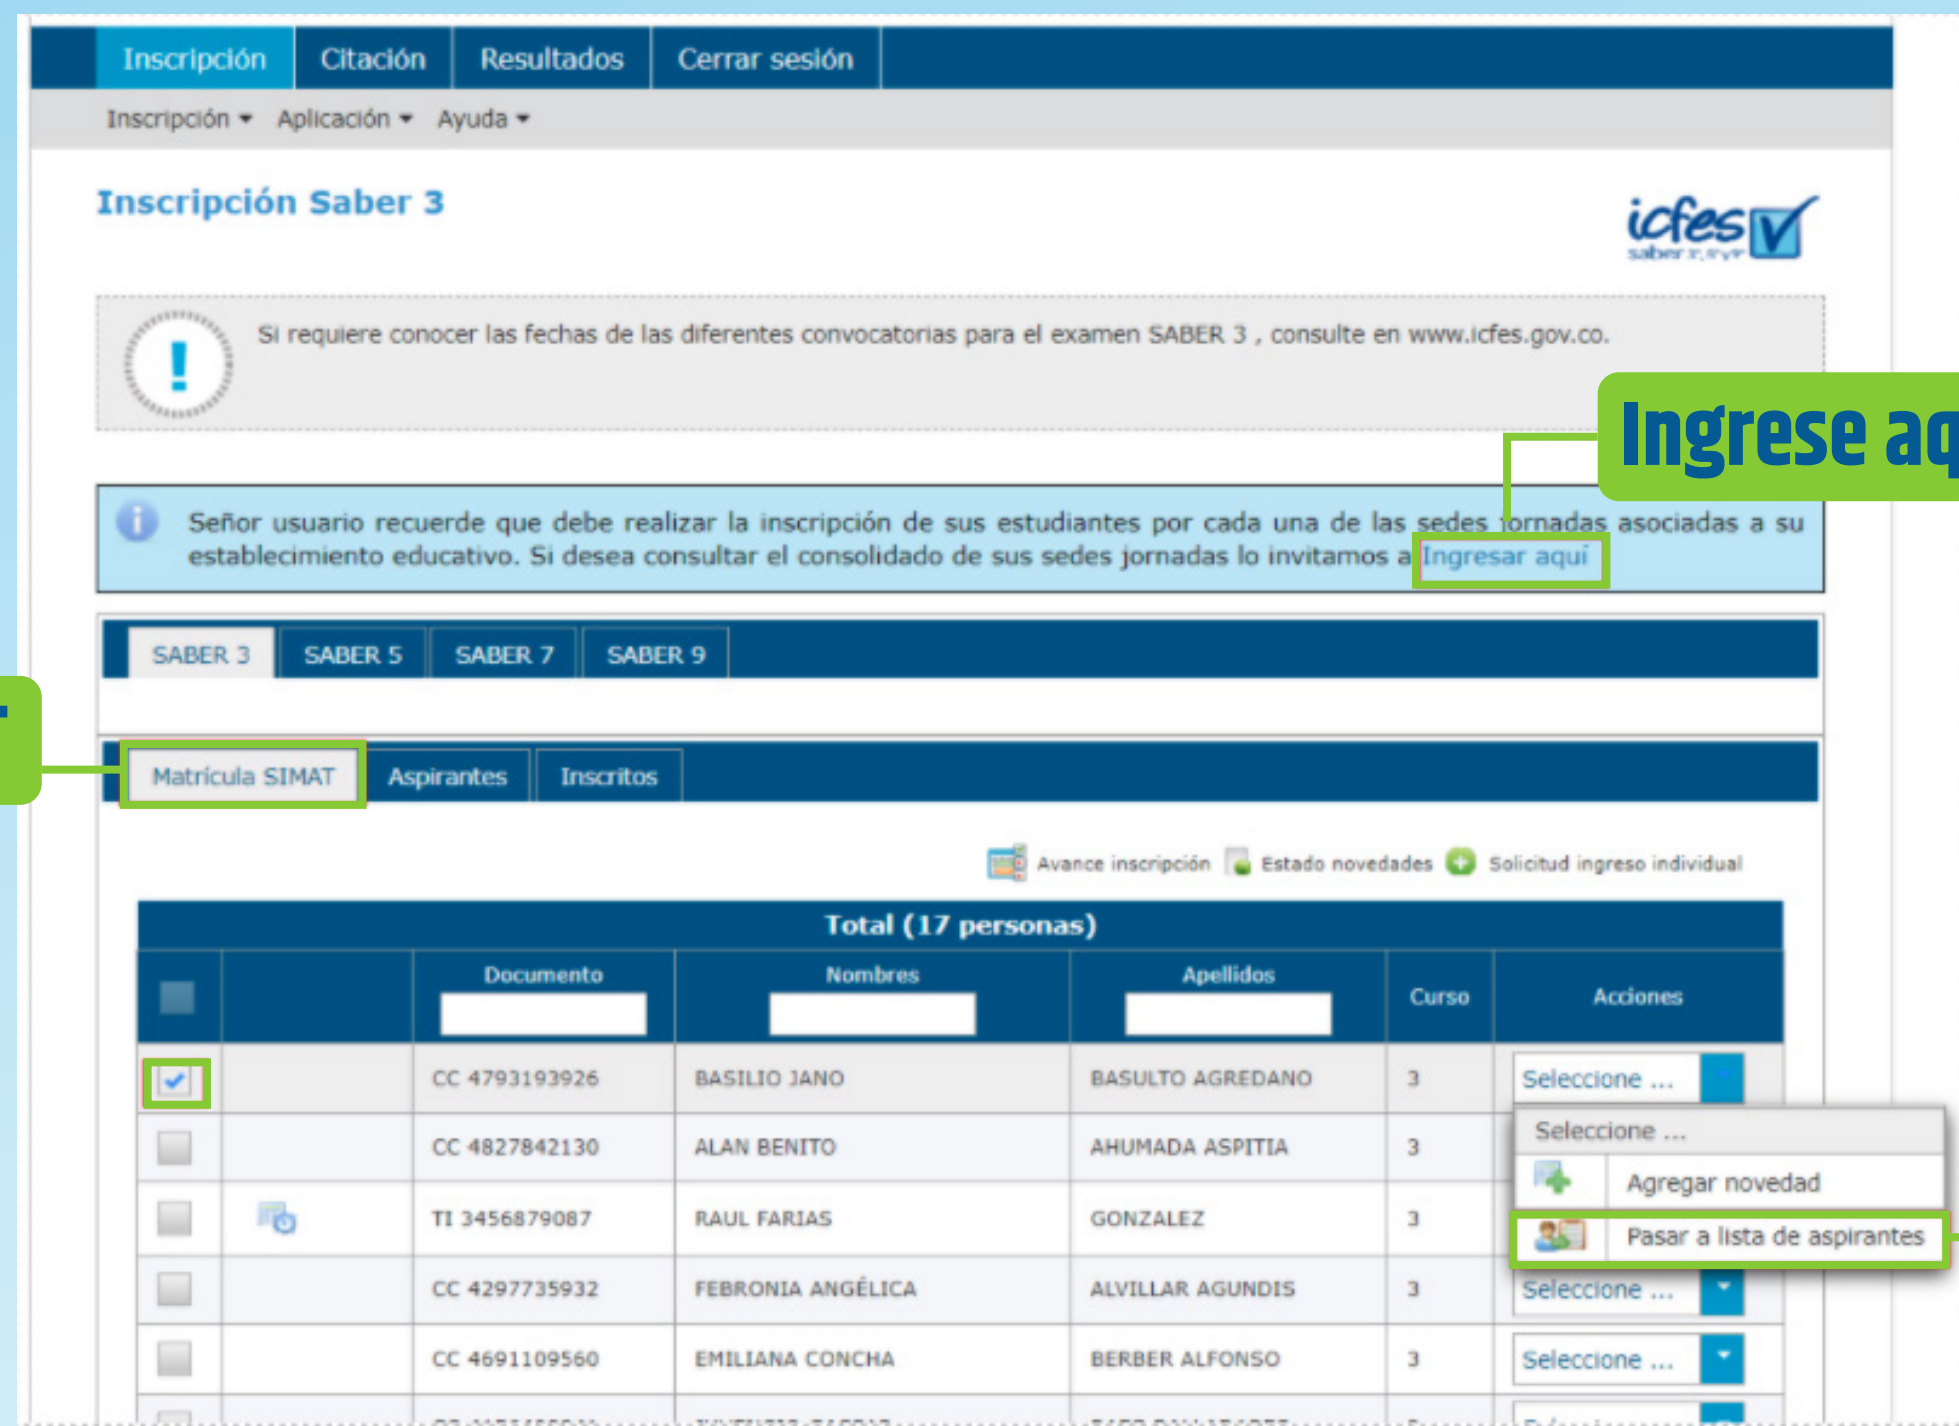 Inscripción Citación Resultados Cerrar sesión
Inscripción Aplicación Ayuda
Inscripción Saber 3
icfes
saber
Si requiere conocer las fechas de las diferentes convocatorias para el examen SABER 3 , consulte en www.icfes.gov.co.
Ingrese aq
Señor usuario recuerde que debe realizar la inscripción de sus estudiantes por cada una de las sedes jornadas asociadas a su
establecimiento educativo. Si desea consultar el consolidado de sus sedes jornadas lo invitamos a Ingresar aquí
SABER 3 SABER 5 SABER 7 SABER 9
Matrícula SIMAT Aspirantes Inscritos
Avance inscripción Estado novedades Solicitud ingreso individual
Total (17 personas)
Documento Nombres Apellidos Curso Acciones
CC 4793193926 BASILIO JANO BASULTO AGREDANO 3 Seleccione ...
Seleccione ...
CC 4827842130 ALAN BENITO AHUMADA ASPITIA 3
Agregar novedad
TI 3456879087 RAUL FARIAS GONZALEZ 3
Pasar a lista de aspirantes
CC 4297735932 FEBRONIA ANGÉLICA ALVILLAR AGUNDIS 3 Seleccione ...
CC 4691109560 EMILIANA CONCHA BERBER ALFONSO 3 Seleccione ...